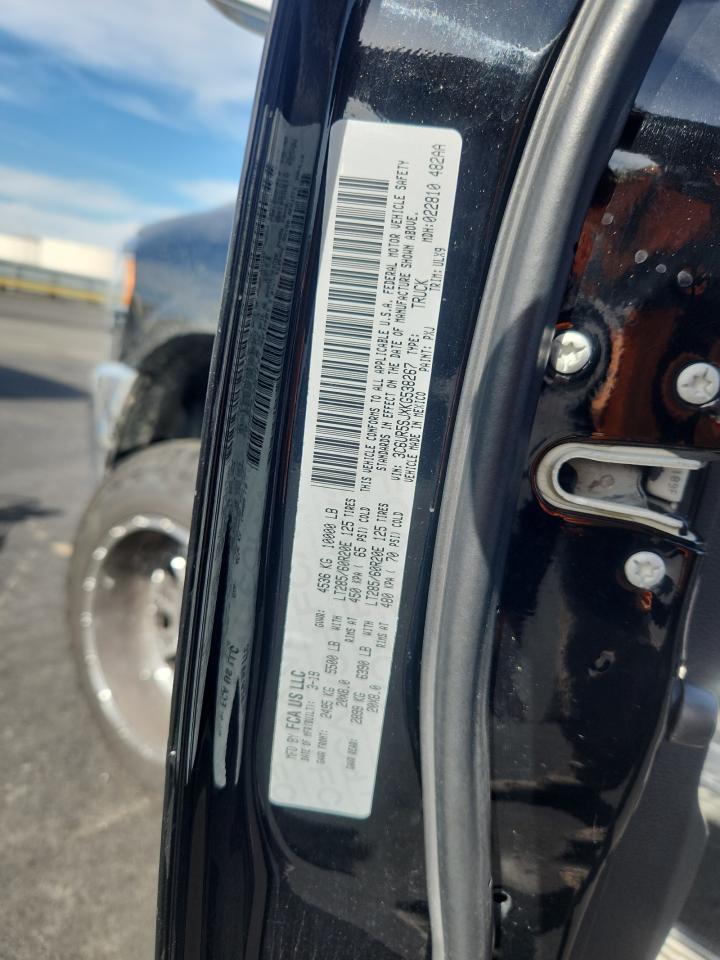 MFD BY FCA US LLC
DATE OF MFR(BUILT): 3-19 GVWR: 4536 KG 10000 LB
GAWR FRONT: 2495 KG 5500 LB WITH LT285/60R20E 125 TIRES
20X8.0 RIMS AT 450 KPA ( 65 PSI) COLD
GAWR REAR: 2899 KG 6390 LB WITH LT285/60R20E 125 TIRES
20X8.0 RIMS AT 480 KPA ( 70 PSI) COLD
THIS VEHICLE CONFORMS TO ALL APPLICABLE U.S.A. FEDERAL MOTOR VEHICLE SAFETY
STANDARDS IN EFFECT ON THE DATE OF MANUFACTURE SHOWN ABOVE.
VIN: 3C6UR5SJXKG538267 TYPE: TRUCK MDH: 022810 482AA
VEHICLE MADE IN MEXICO PAINT: PXJ TRIM: ULX9